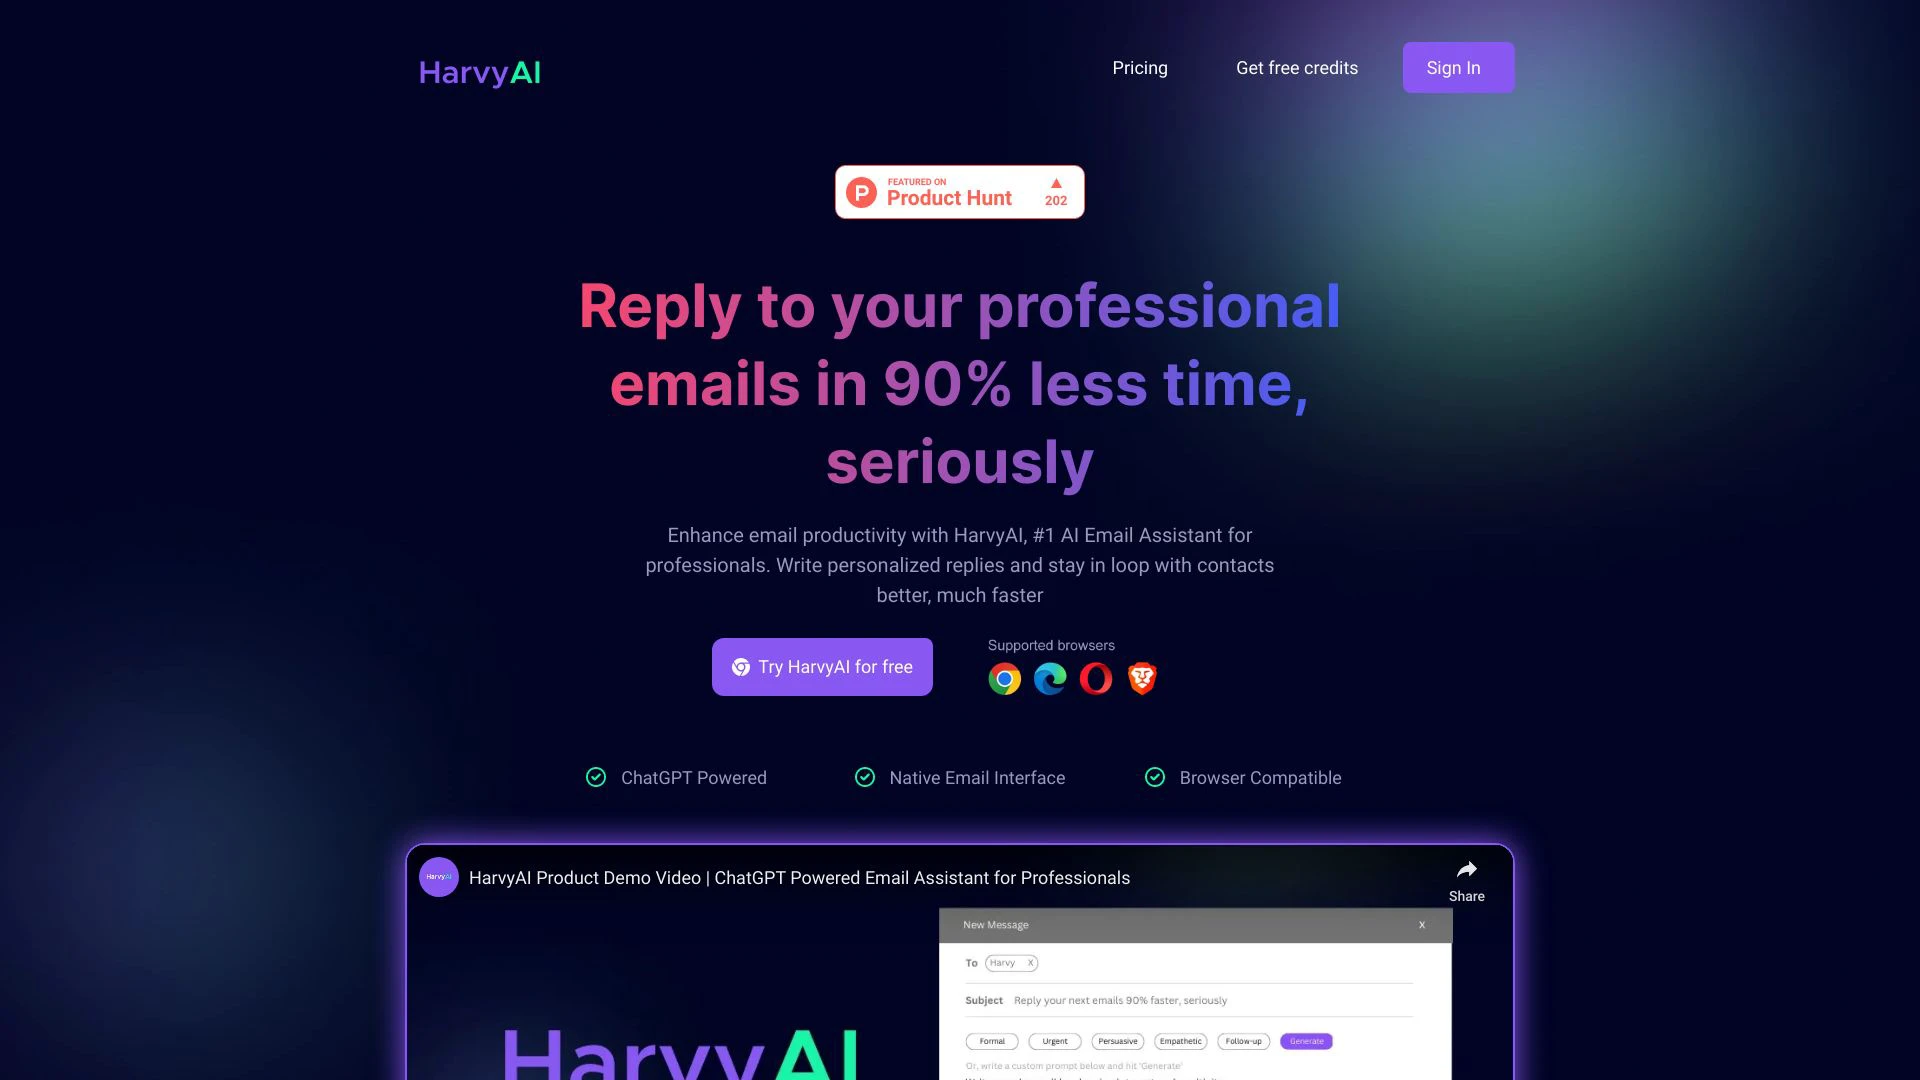 HarvyAI
Pricing
Get free credits
Sign In
P
FEATURED ON
Product Hunt
202
Reply to your professional
emails in 90% less time,
seriously
Enhance email productivity with HarvyAI, #1 AI Email Assistant for
professionals. Write personalized replies and stay in loop with contacts
better, much faster
Try HarvyAI for free
Supported browsers
ChatGPT Powered
Native Email Interface
Browser Compatible
HarvyAI
HarvyAI Product Demo Video | ChatGPT Powered Email Assistant for Professionals
Share
New Message
X
To
Harvy X
Subject
Reply your next emails 90% faster, seriously
Formal
Urgent
Persuasive
Empathetic
Follow-up
Generate
Or, write a custom prompt below and hit 'Generate'
HarvyAI